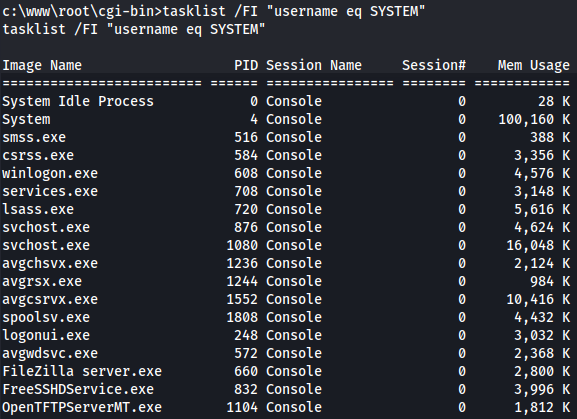 c:\www\root\cgi-bin>tasklist /FI "username eq SYSTEM"
tasklist /FI "username eq SYSTEM"
Image Name                   PID Session Name     Session#    Mem Usage
========================= ====== ================ ======== ============
System Idle Process            0 Console                 0         28 K
System                         4 Console                 0    100,160 K
smss.exe                     516 Console                 0        388 K
csrss.exe                    584 Console                 0      3,356 K
winlogon.exe                 608 Console                 0      4,576 K
services.exe                 708 Console                 0      3,148 K
lsass.exe                    720 Console                 0      5,616 K
svchost.exe                  876 Console                 0      4,624 K
svchost.exe                 1080 Console                 0     16,048 K
avgchsvx.exe                1236 Console                 0      2,124 K
avgrsx.exe                  1244 Console                 0        984 K
avgcsrvx.exe                1552 Console                 0     10,416 K
spoolsv.exe                 1808 Console                 0      4,432 K
logonui.exe                  248 Console                 0      3,032 K
avgwdsvc.exe                 572 Console                 0      2,368 K
FileZilla server.exe         660 Console                 0      2,800 K
FreeSSHDService.exe          832 Console                 0      3,996 K
OpenTFTPServerMT.exe        1104 Console                 0      1,812 K